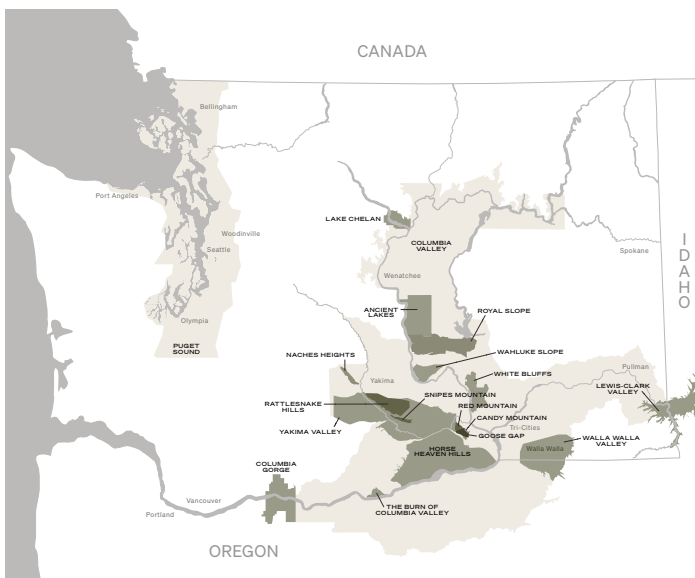 CANADA
Bellingham
Port Angeles
LAKE CHELAN
Woodinville
COLUMBIA
VALLEY
Seattle
Spokane
IDAHO
Wenatchee
ANCIENT
LAKES
ROYAL SLOPE
Olympia
PUGET
SOUND
NACHES HEIGHTS
WAHLUKE SLOPE
Pullman
WHITE BLUFFS
Yakima
LEWIS-CLARK
VALLEY
SNIPES MOUNTAIN
RATTLESNAKE
HILLS
RED MOUNTAIN
CANDY MOUNTAIN
YAKIMA VALLEY
Tri-Cities
GOOSE GAP
WALLA WALLA
VALLEY
HORSE
HEAVEN HILLS
Walla Walla
COLUMBIA
GORGE
Vancouver
THE BURN OF
COLUMBIA VALLEY
Portland
OREGON